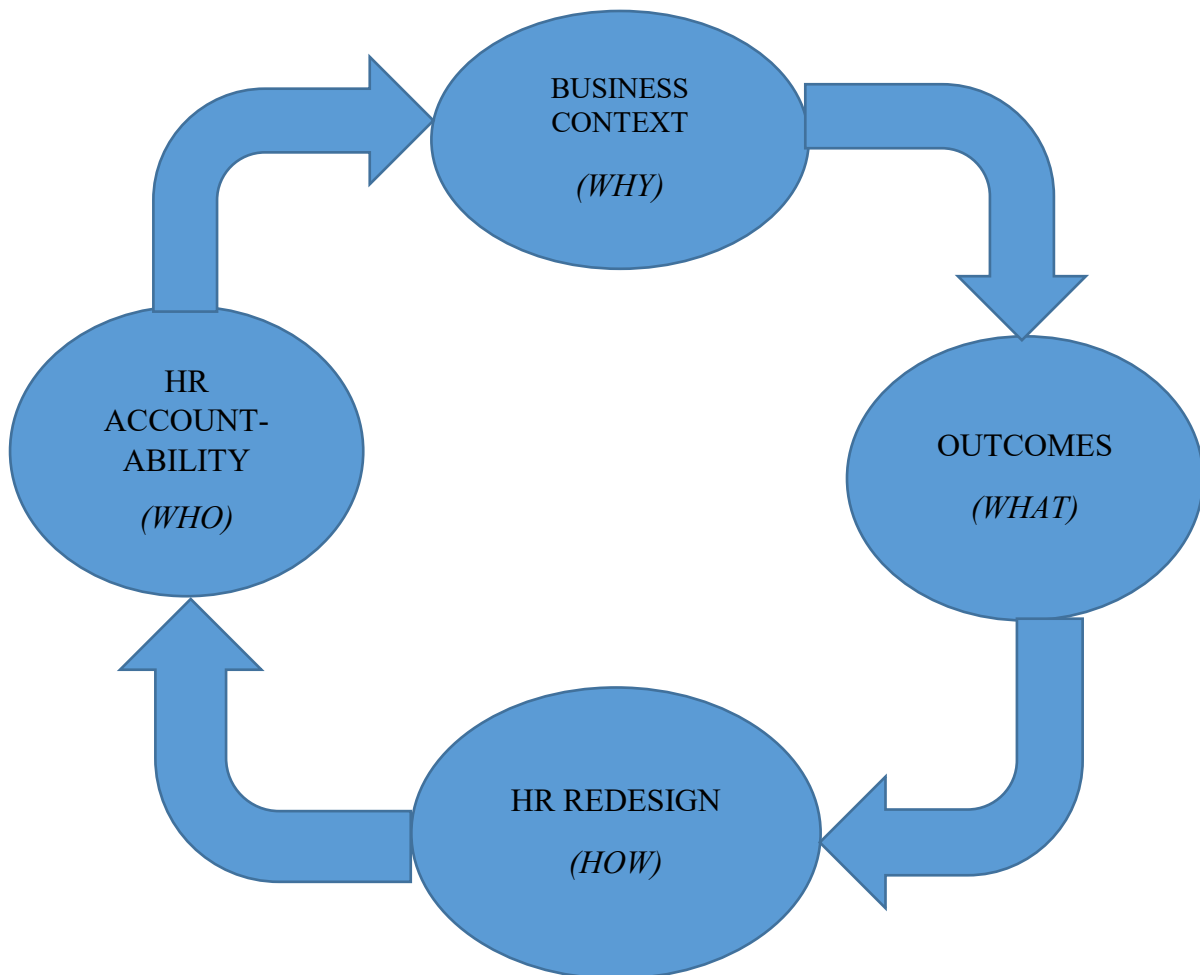 BUSINESS
CONTEXT
(WHY)
OUTCOMES
(WHAT)
HR REDESIGN
(HOW)
HR
ACCOUNT-
ABILITY
(WHO)